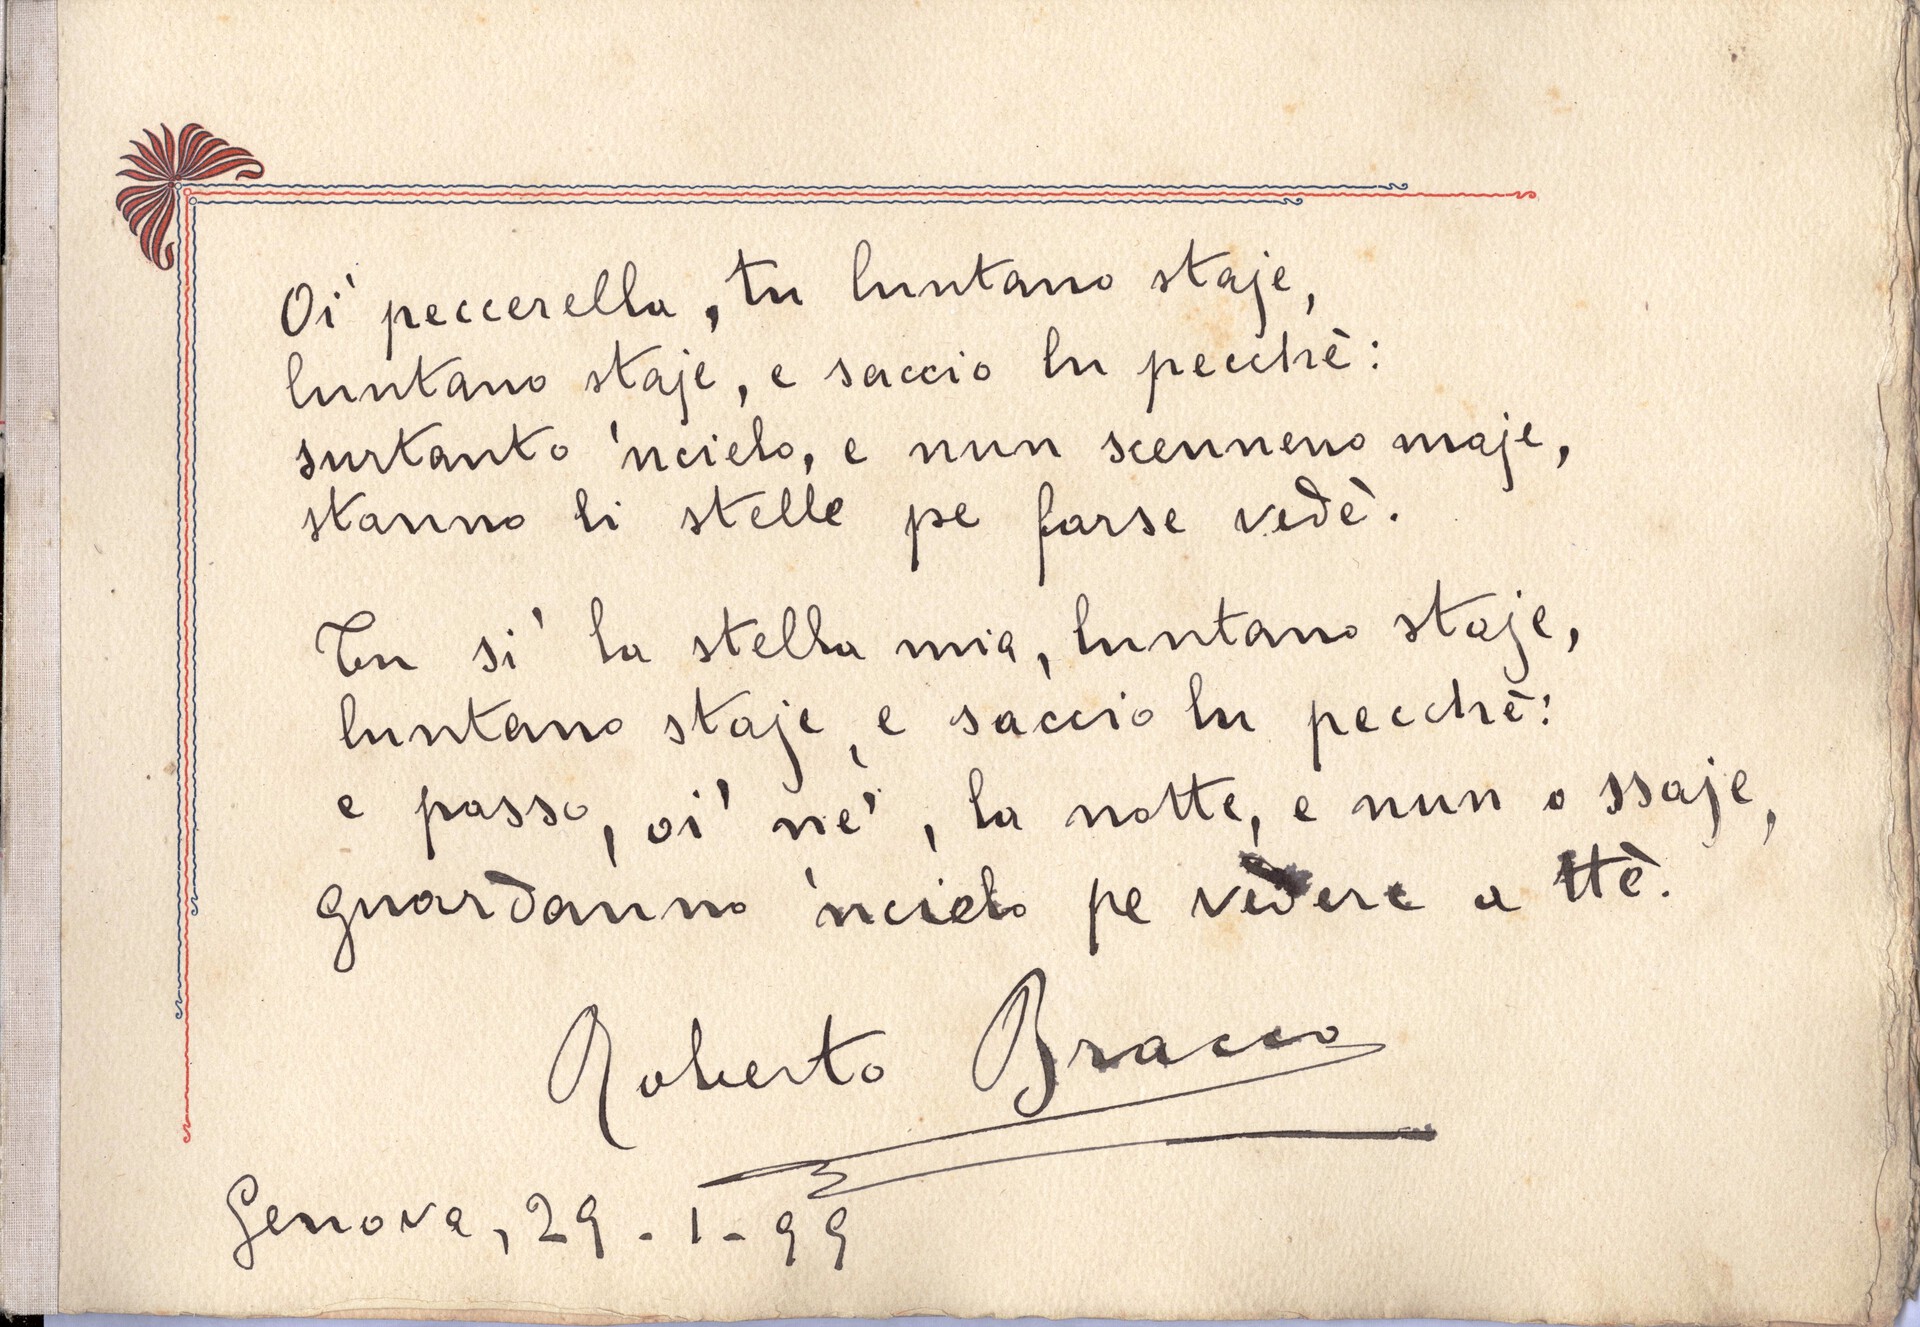 Oi' peccerella, tu luntano staje,
luntano staje, e saccio lu pecchè:
surtanto 'ncielo, e nun scenneno maje,
stanno li stelle pe farse vedè.
Tu si' la stella mia, luntano staje,
luntano staje, e saccio lu pecchè:
e passo, oi' ne', la notte, e nun o ssaje,
guardanno 'ncielo pe vedere a ttè.
Roberto Bracco
Genova, 29-1-99